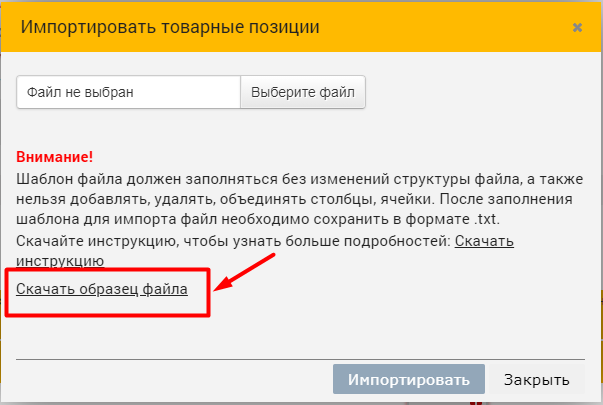 Импортировать товарные позиции
Файл не выбран Выберите файл
Внимание!
Шаблон файла должен заполняться без изменений структуры файла, а также
нельзя добавлять, удалять, объединять столбцы, ячейки. После заполнения
шаблона для импорта файл необходимо сохранить в формате .txt.
Скачайте инструкцию, чтобы узнать больше подробностей: Скачать
инструкцию
Скачать образец файла
Импортировать Закрыть